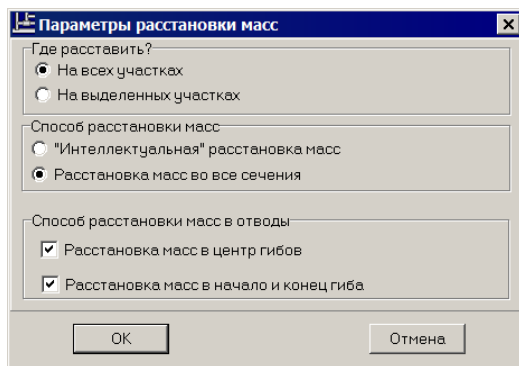 Параметры расстановки масс
Где расставить?
На всех участках
На выделенных участках
Способ расстановки масс
"Интеллектуальная" расстановка масс
Расстановка масс во все сечения
Способ расстановки масс в отводы
Расстановка масс в центр гибов
Расстановка масс в начало и конец гиба
ОК
Отмена